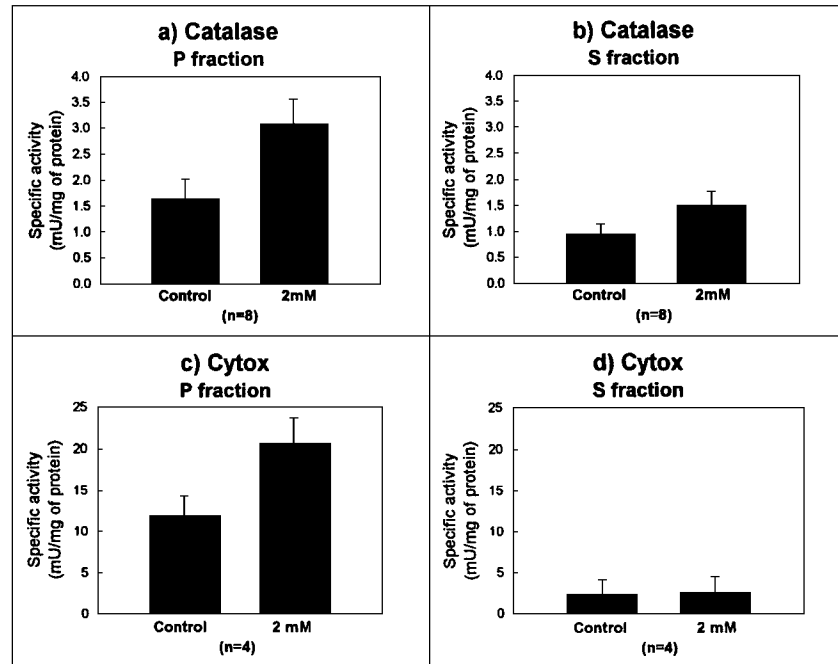 a) Catalase
P fraction
Specific activity
(mU/mg of protein)
4.0
3.5
3.0
2.5
2.0
1.5
1.0
0.5
0.0
Control 2mM
(n=8)
b) Catalase
S fraction
Specific activity
(mU/mg of protein)
4.0
3.5
3.0
2.5
2.0
1.5
1.0
0.5
0.0
Control 2mM
(n=8)
c) Cytox
P fraction
Specific activity
(mU/mg of protein)
25
20
15
10
5
0
Control 2 mM
(n=4)
d) Cytox
S fraction
Specific activity
(mU/mg of protein)
25
20
15
10
5
0
Control 2 mM
(n=4)